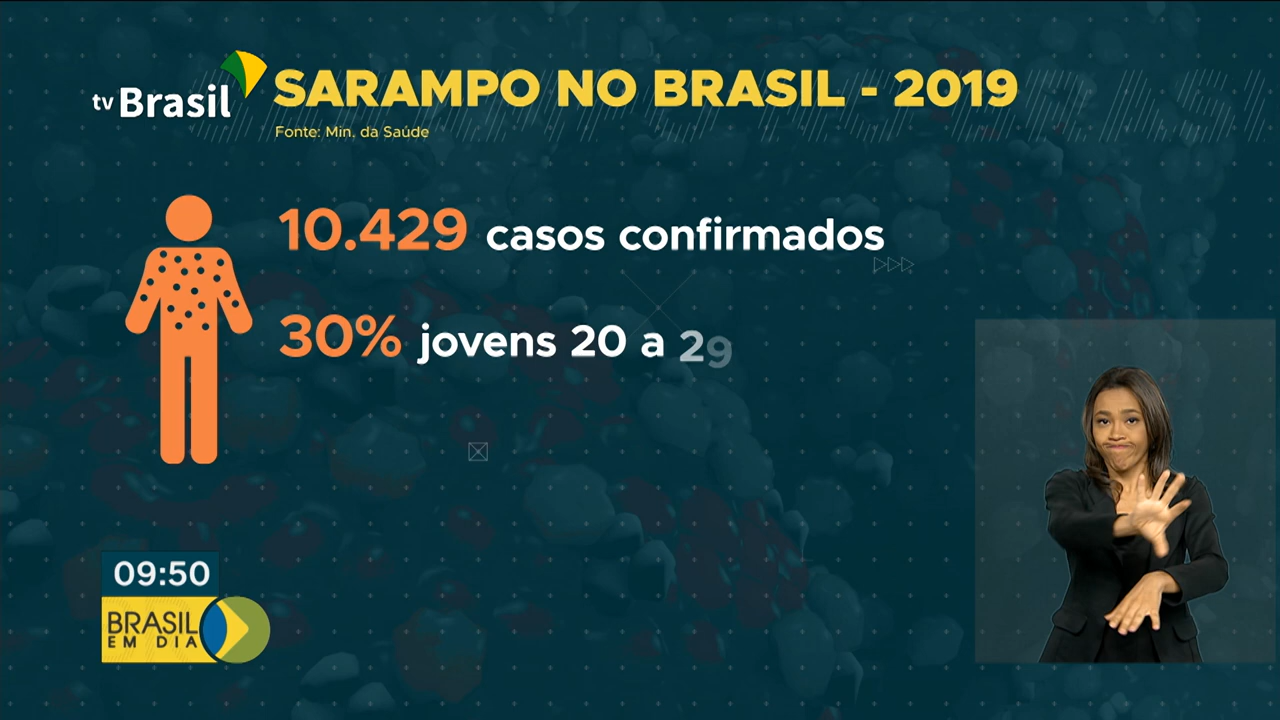 tv Brasil
SARAMPO NO BRASIL - 2019
Fonte: Min. da Saúde
10.429 casos confirmados
30% jovens 20 a 29
09:50
BRASIL
EM DIA